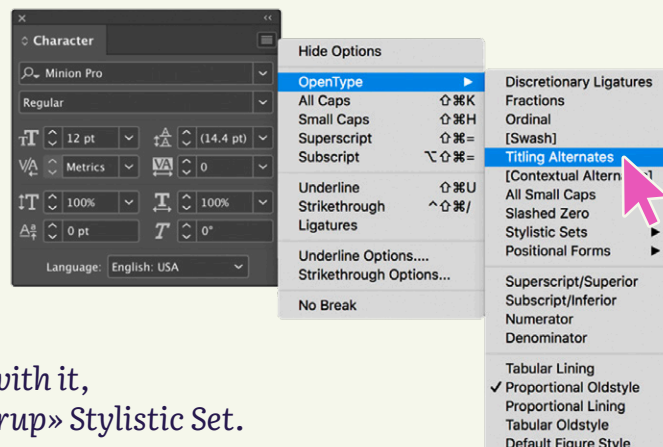 Character
Minion Pro
Regular
12 pt
(14.4 pt)
Metrics
0
100%
100%
0 pt
0°
Language: English: USA
Hide Options
OpenType
All Caps ⇧⌘K
Small Caps ⇧⌘H
Superscript ⇧⌘=
Subscript ⌥⇧⌘=
Underline ⇧⌘U
Strikethrough ^⇧⌘/
Ligatures
Underline Options....
Strikethrough Options...
No Break
Discretionary Ligatures
Fractions
Ordinal
[Swash]
Titling Alternates
[Contextual
All Small Caps
Slashed Zero
Stylistic Sets
Positional Forms
Superscript/Superior
Subscript/Inferior
Numerator
Denominator
Tabular Lining
✓ Proportional Oldstyle
Proportional Lining
Tabular Oldstyle
Default Figure Style
with it,
rup» Stylistic Set.